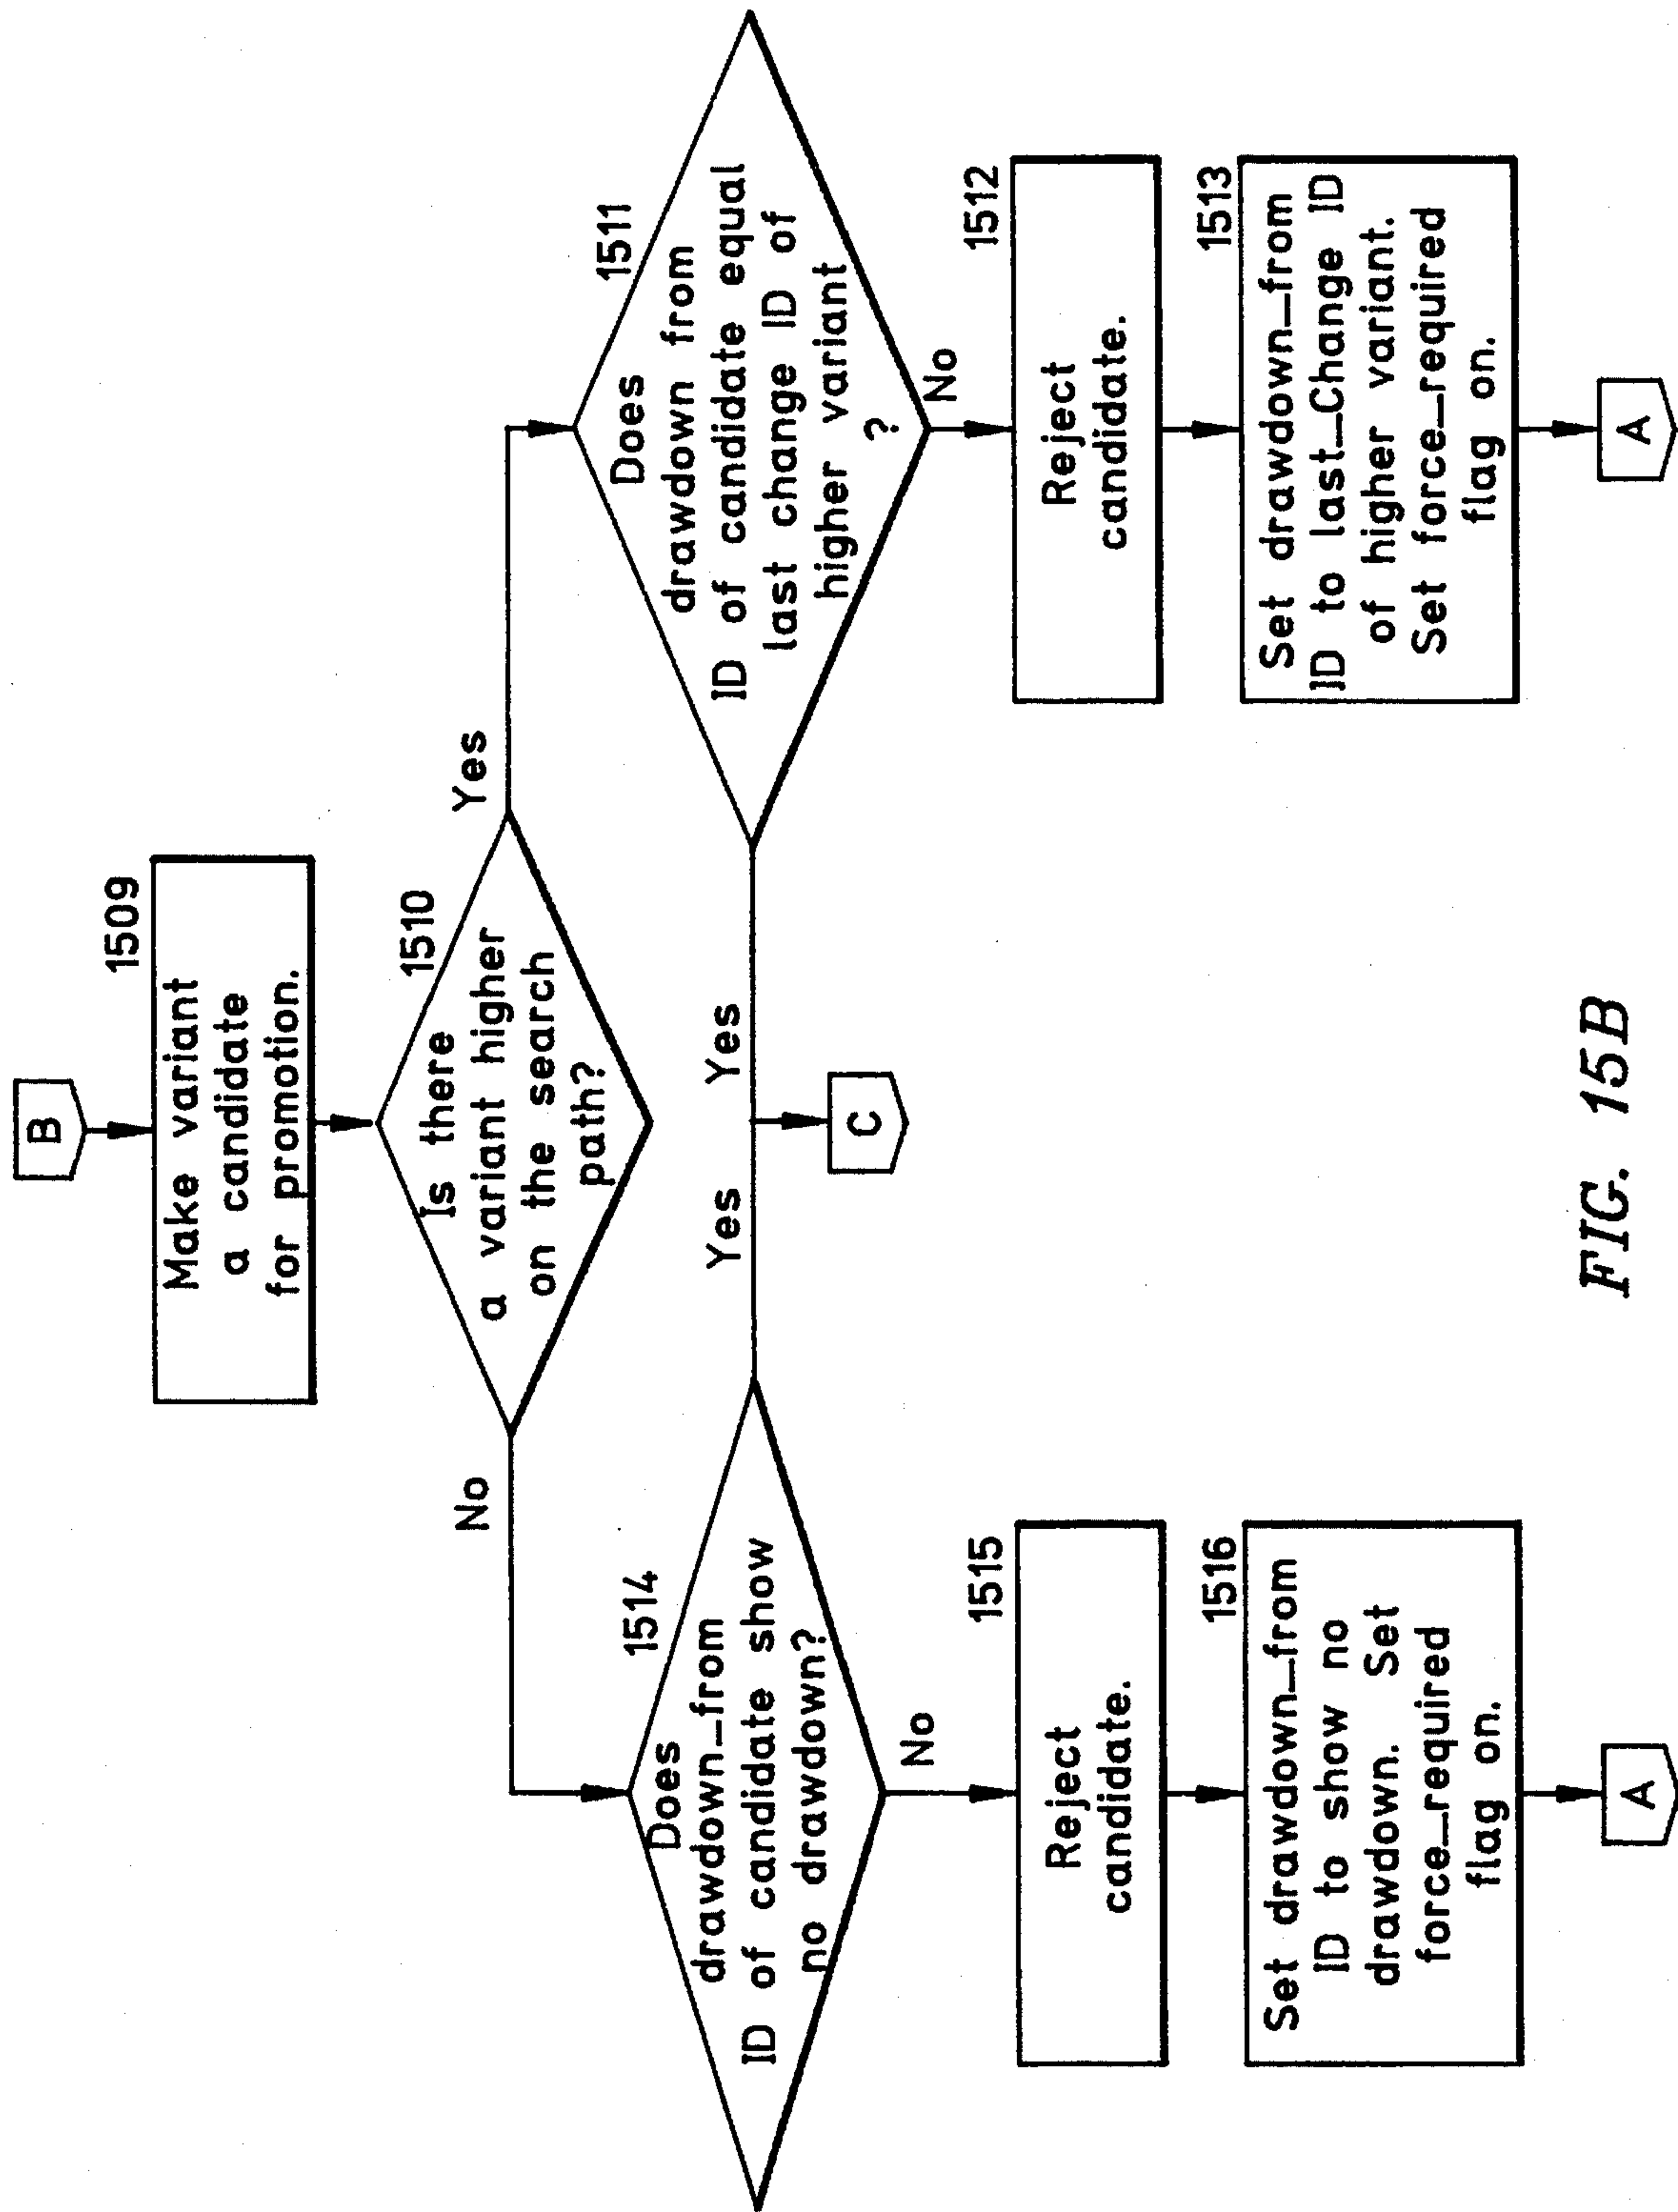 B
1509
Make variant
a candidate
for promotion.
1510
Is there
a variant higher
on the search
path?
No
Yes
1514
Does
drawdown_from
ID of candidate show
no drawdown?
1511
Does
drawdown from
ID of candidate equal
last change ID of
higher variant
?
Yes
Yes
C
No
No
1515
Reject
candidate.
1512
Reject
candidate.
1516
Set drawdown_from
ID to show no
drawdown. Set
force_required
flag on.
1513
Set drawdown_from
ID to last_Change ID
of higher variant.
Set force_required
flag on.
A
A
FIG. 15B